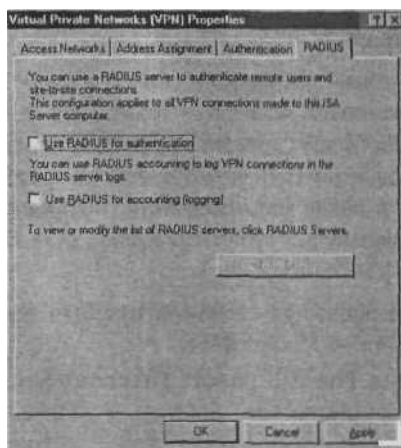 Virtual Private Networks (VPN) Properties
Access Networks Address Assignment Authentication RADIUS
You can use a RADIUS server to authenticate remote users and
site-to-site connections.
This configuration applies to all VPN connections made to this ISA
Server computer.
Use RADIUS for authentication
You can use RADIUS accounting to log VPN connections in the
RADIUS server logs.
Use RADIUS for accounting (logging)
To view or modify the list of RADIUS servers, click RADIUS Servers.
OK Cancel Apply